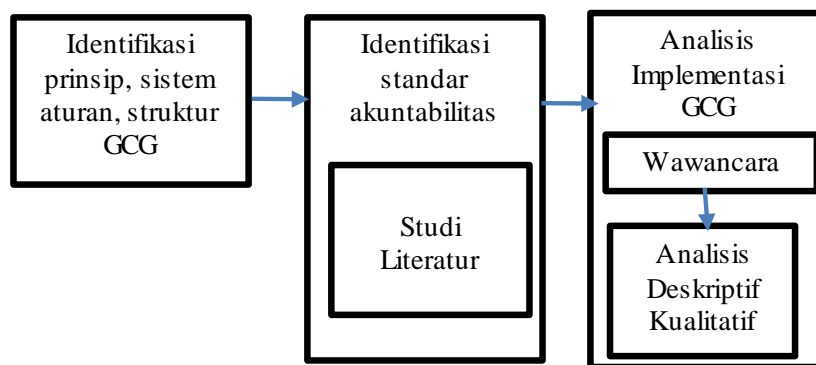 Identifikasi
prinsip, sistem
aturan, struktur
GCG
Identifikasi
standar
akuntabilitas
Studi
Literatur
Analisis
Implementasi
GCG
Wawancara
Analisis
Deskriptif
Kualitatif